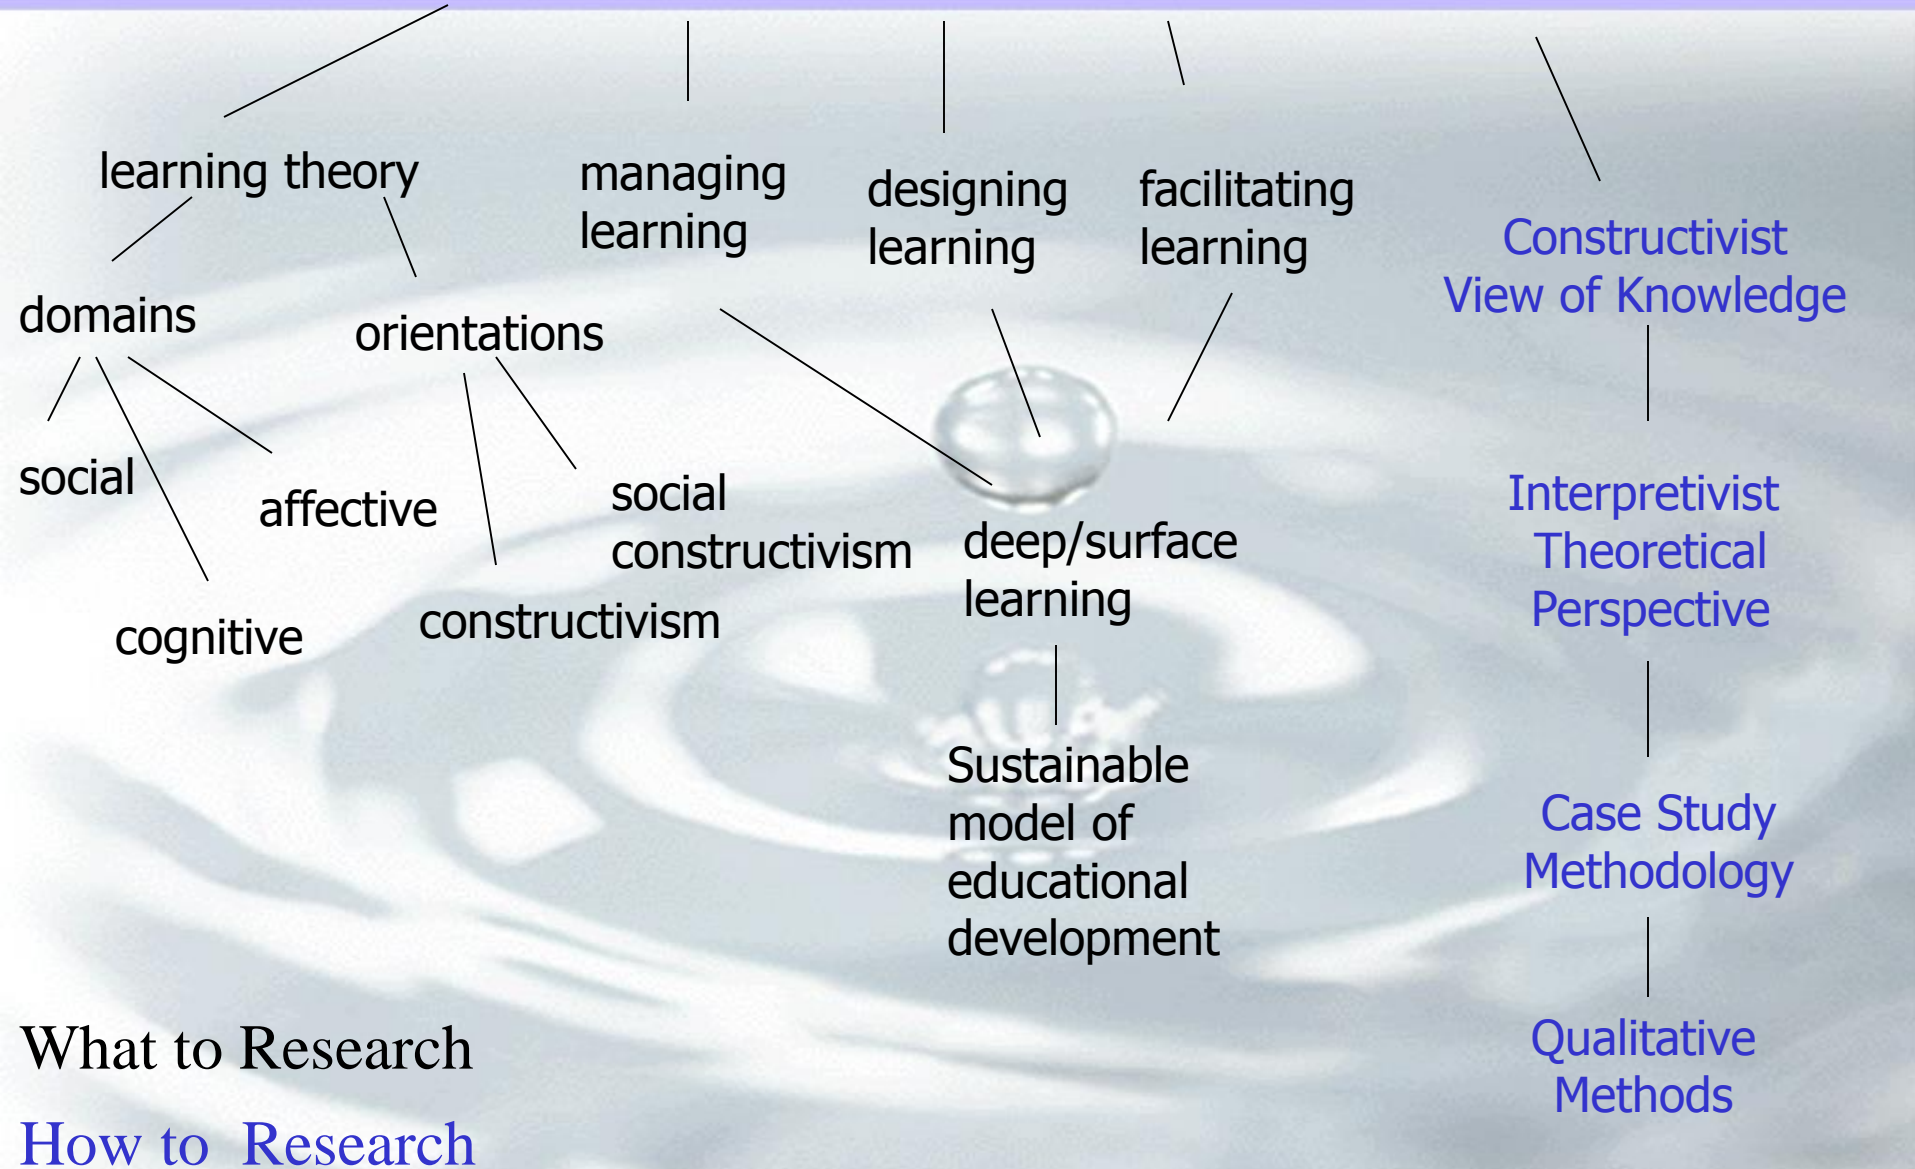 learning theory
managing
learning
designing
learning
facilitating
learning
Constructivist
View of Knowledge
domains
orientations
social
affective
cognitive
social
constructivism
constructivism
deep/surface
learning
Interpretivist
Theoretical
Perspective
Sustainable
model of
educational
development
Case Study
Methodology
Qualitative
Methods
What to Research
How to  Research